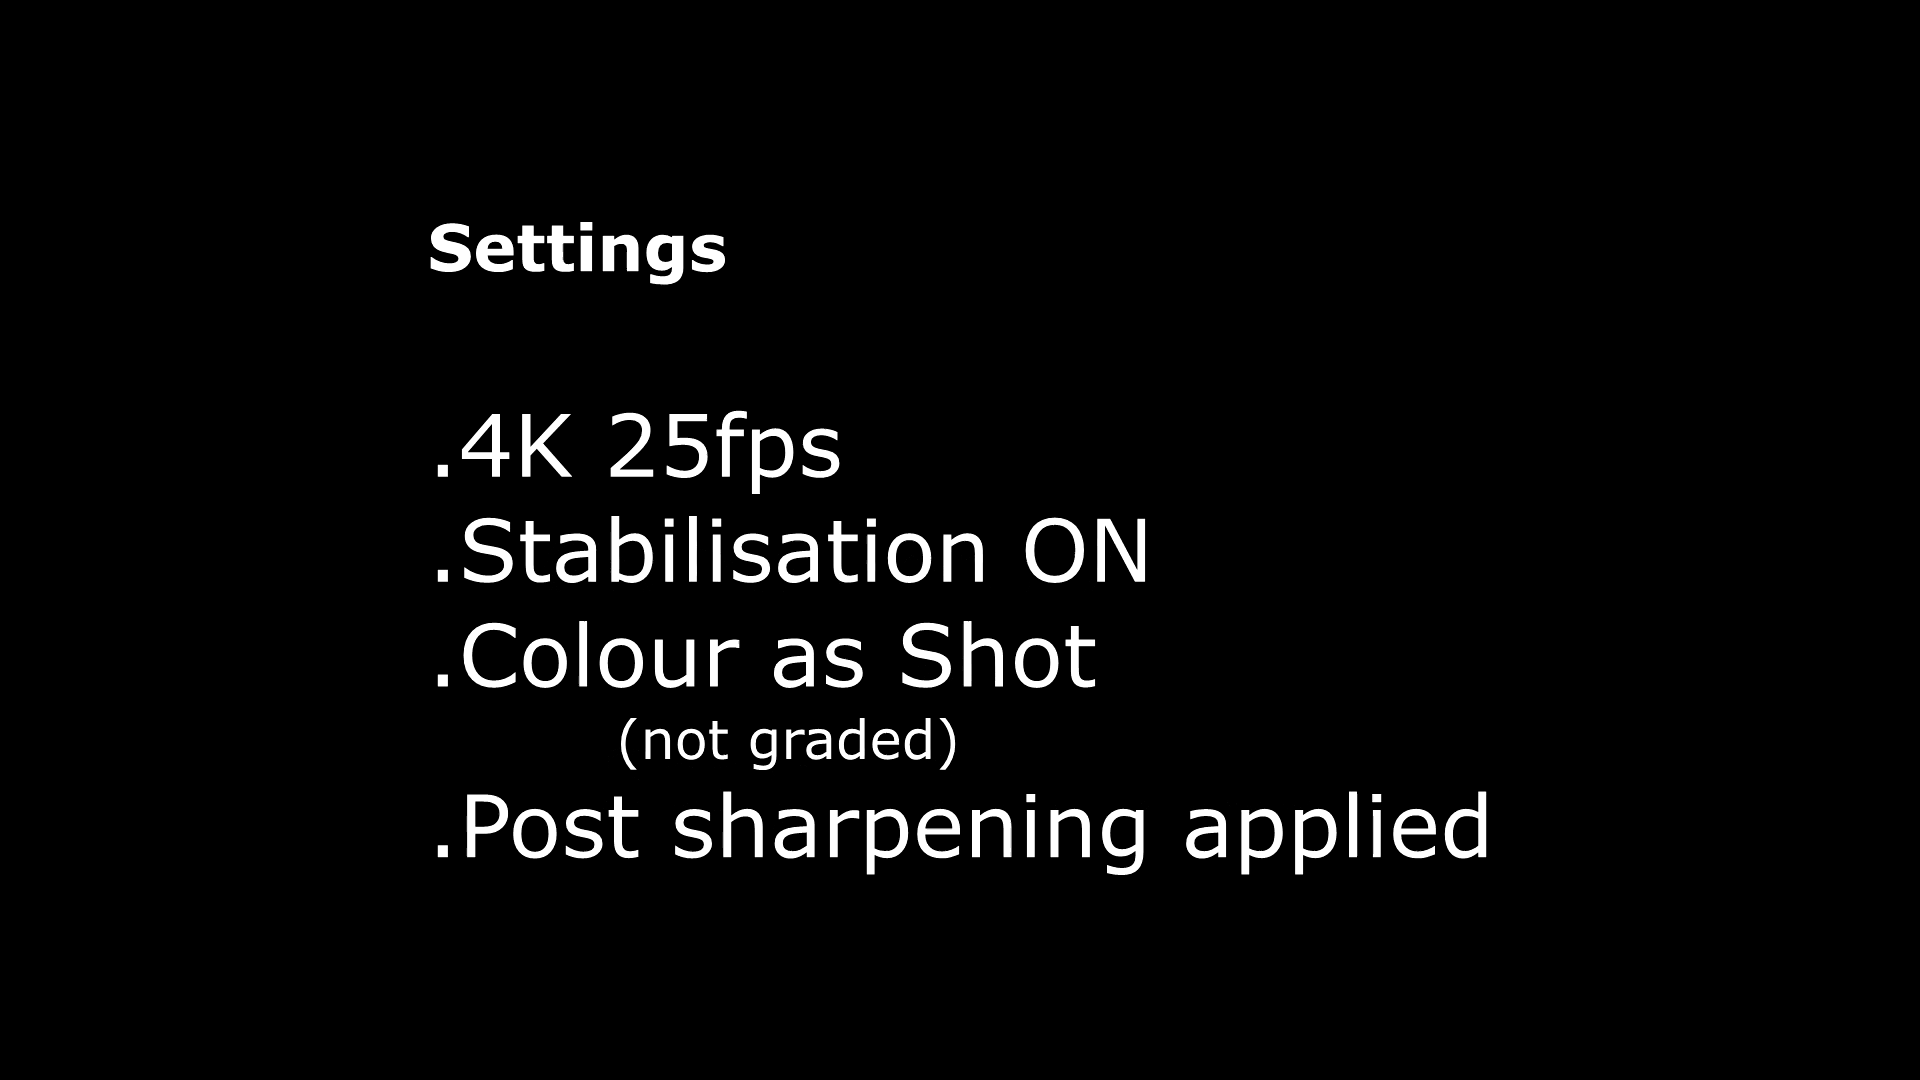 Settings
.4K 25fps
.Stabilisation ON
.Colour as Shot
(not graded)
.Post sharpening applied